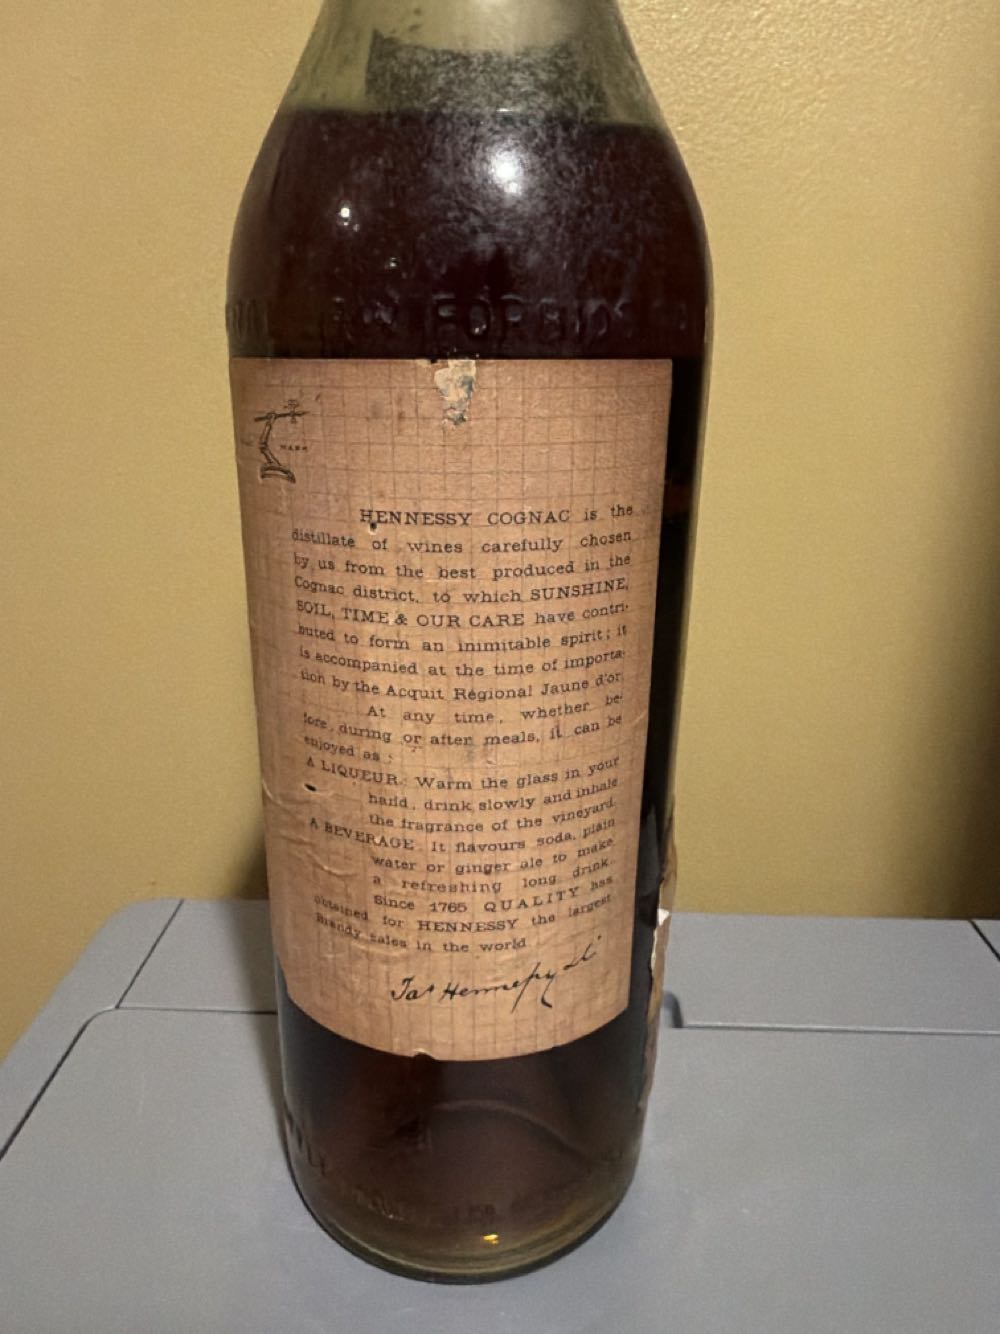 FORBIDS
MARK
HENNESSY COGNAC is the
distillate of wines carefully chosen
by us from the best produced in the
Cognac district, to which SUNSHINE,
SOIL, TIME & OUR CARE have contri-
buted to form an inimitable spirit; it
is accompanied at the time of importa-
tion by the Acquit Régional Jaune d'or.
At any time, whether be-
fore, during or after meals, it can be
enjoyed as :
A LIQUEUR. Warm the glass in your
hand, drink slowly and inhale
the fragrance of the vineyard.
A BEVERAGE. It flavours soda, plain
water or ginger ale to make
a refreshing long drink.
Since 1765 QUALITY has
obtained for HENNESSY the largest
Brandy sales in the world
Jas Hennessy & Co